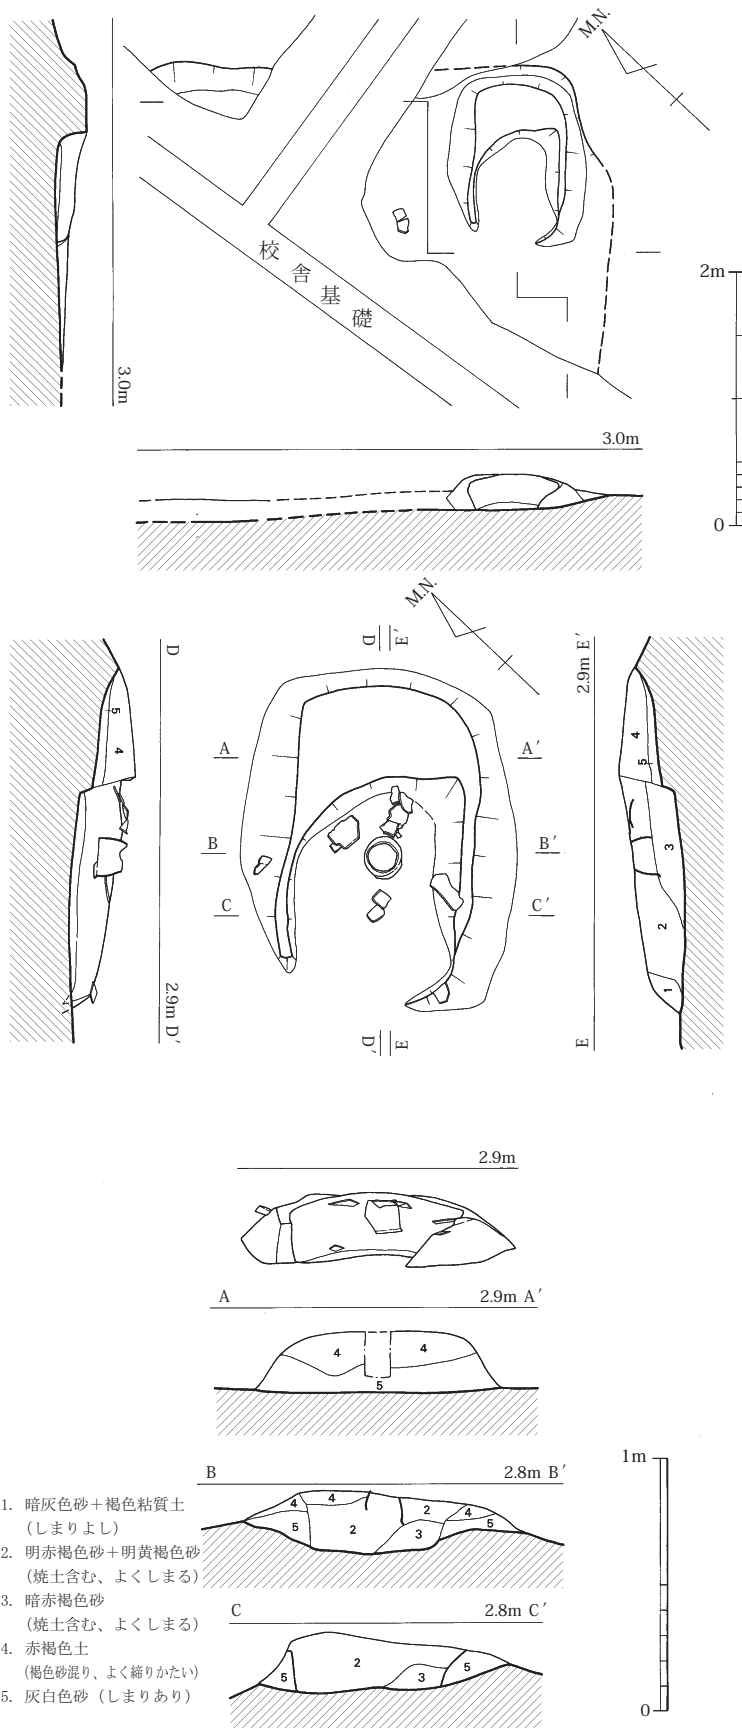 M.N.
校舎基礎
2m
3.0m
3.0m
0
M.N.
D E′
D
2.9m E′
5
4
4
5
A A′
B B′
3
C C′
2
1
2.9m D′
D′ E
E
2.9m
A 2.9m A′
4 4
5
1m
B 2.8m B′
4 4 2 4
5 2 3 5
1. 暗灰色砂＋褐色粘質土
（しまりよし）
2. 明赤褐色砂＋明黄褐色砂
（焼土含む、よくしまる）
3. 暗赤褐色砂
（焼土含む、よくしまる）
4. 赤褐色土
（褐色砂混り、よく締りかたい）
5. 灰白色砂（しまりあり）
C 2.8m C′
2
5 3 5
0